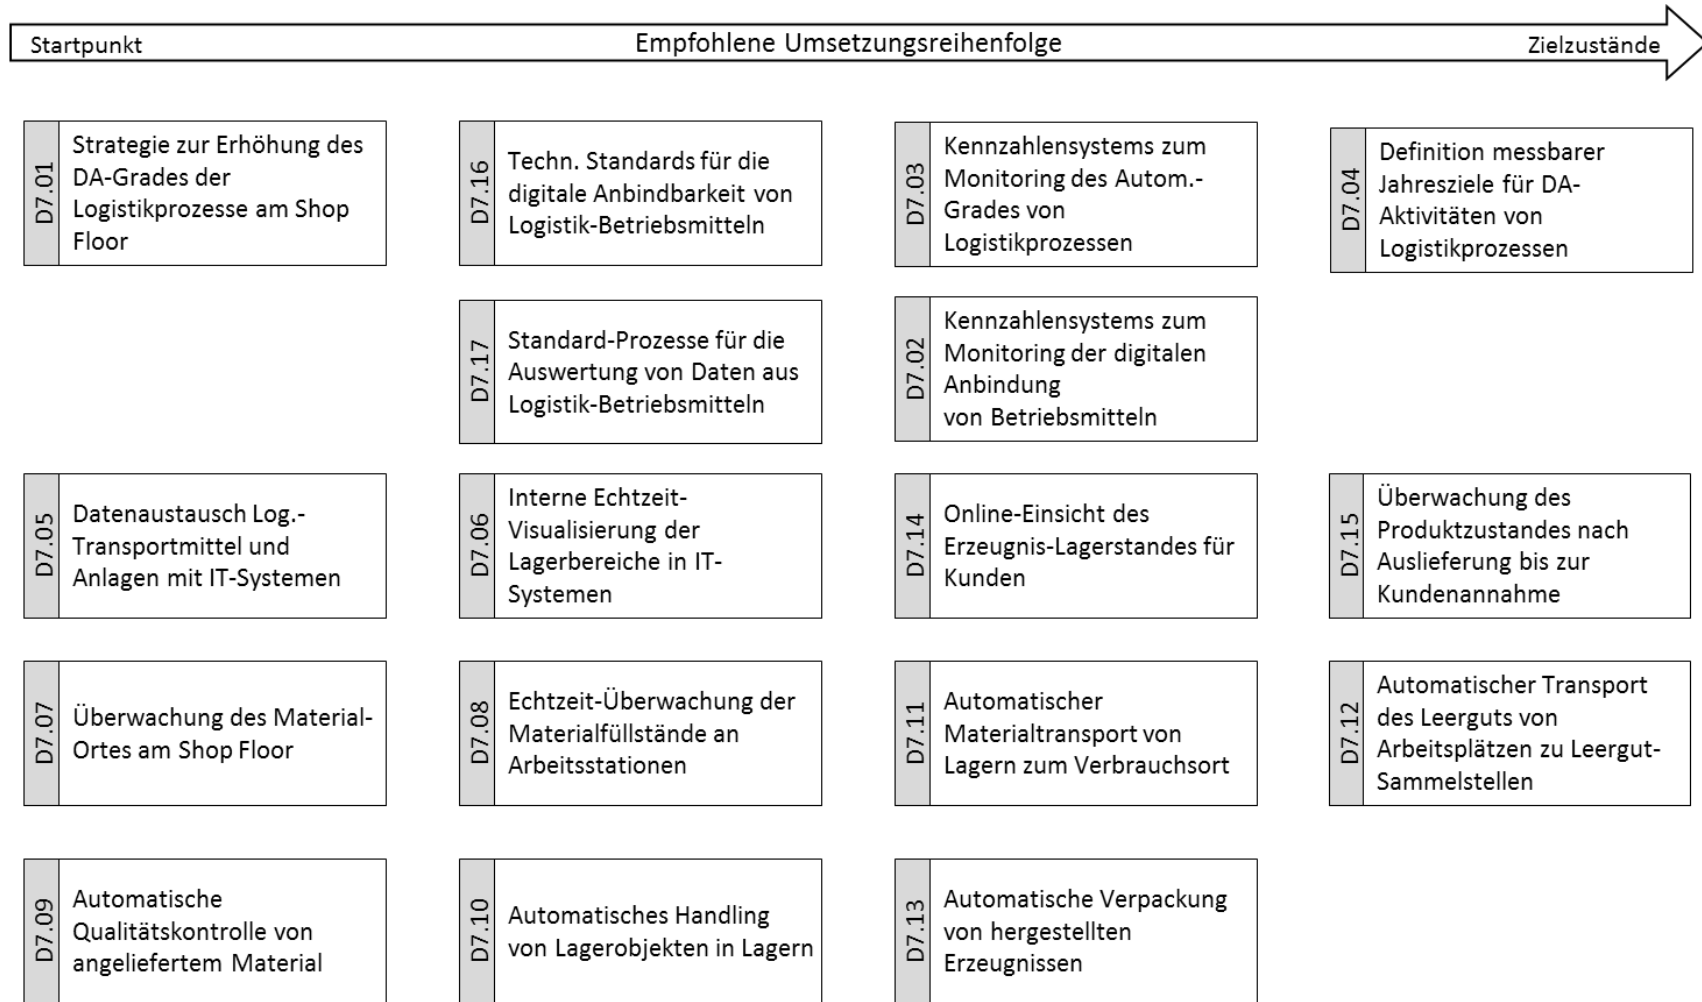 Startpunkt
Empfohlene Umsetzungsreihenfolge
Zielzustände
D7.01
Strategie zur Erhöhung des
DA-Grades der
Logistikprozesse am Shop
Floor
D7.16
Techn. Standards für die
digitale Anbindbarkeit von
Logistik-Betriebsmitteln
D7.03
Kennzahlensystems zum
Monitoring des Autom.-
Grades von
Logistikprozessen
D7.04
Definition messbarer
Jahresziele für DA-
Aktivitäten von
Logistikprozessen
D7.17
Standard-Prozesse für die
Auswertung von Daten aus
Logistik-Betriebsmitteln
D7.02
Kennzahlensystems zum
Monitoring der digitalen
Anbindung
von Betriebsmitteln
D7.05
Datenaustausch Log.-
Transportmittel und
Anlagen mit IT-Systemen
D7.06
Interne Echtzeit-
Visualisierung der
Lagerbereiche in IT-
Systemen
D7.14
Online-Einsicht des
Erzeugnis-Lagerstandes für
Kunden
D7.15
Überwachung des
Produktzustandes nach
Auslieferung bis zur
Kundenannahme
D7.07
Überwachung des Material-
Ortes am Shop Floor
D7.08
Echtzeit-Überwachung der
Materialfüllstände an
Arbeitsstationen
D7.11
Automatischer
Materialtransport von
Lagern zum Verbrauchsort
D7.12
Automatischer Transport
des Leerguts von
Arbeitsplätzen zu Leergut-
Sammelstellen
D7.09
Automatische
Qualitätskontrolle von
angeliefertem Material
D7.10
Automatisches Handling
von Lagerobjekten in Lagern
D7.13
Automatische Verpackung
von hergestellten
Erzeugnissen